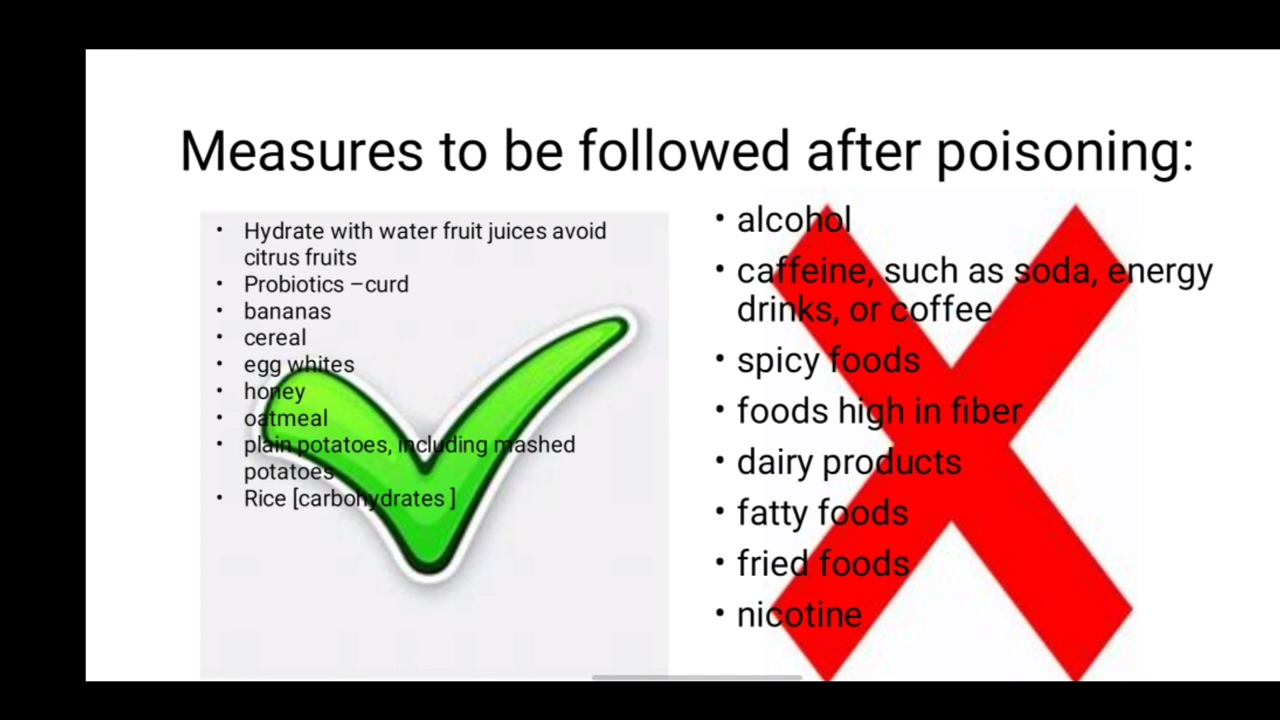 Measures to be followed after poisoning:
• Hydrate with water fruit juices avoid
citrus fruits
• Probiotics –curd
• bananas
• cereal
• egg whites
• honey
• oatmeal
• plain potatoes, including mashed
potatoes
• Rice [carbohydrates ]
• alcohol
• caffeine, such as soda, energy
drinks, or coffee
• spicy foods
• foods high in fiber
• dairy products
• fatty foods
• fried foods
• nicotine